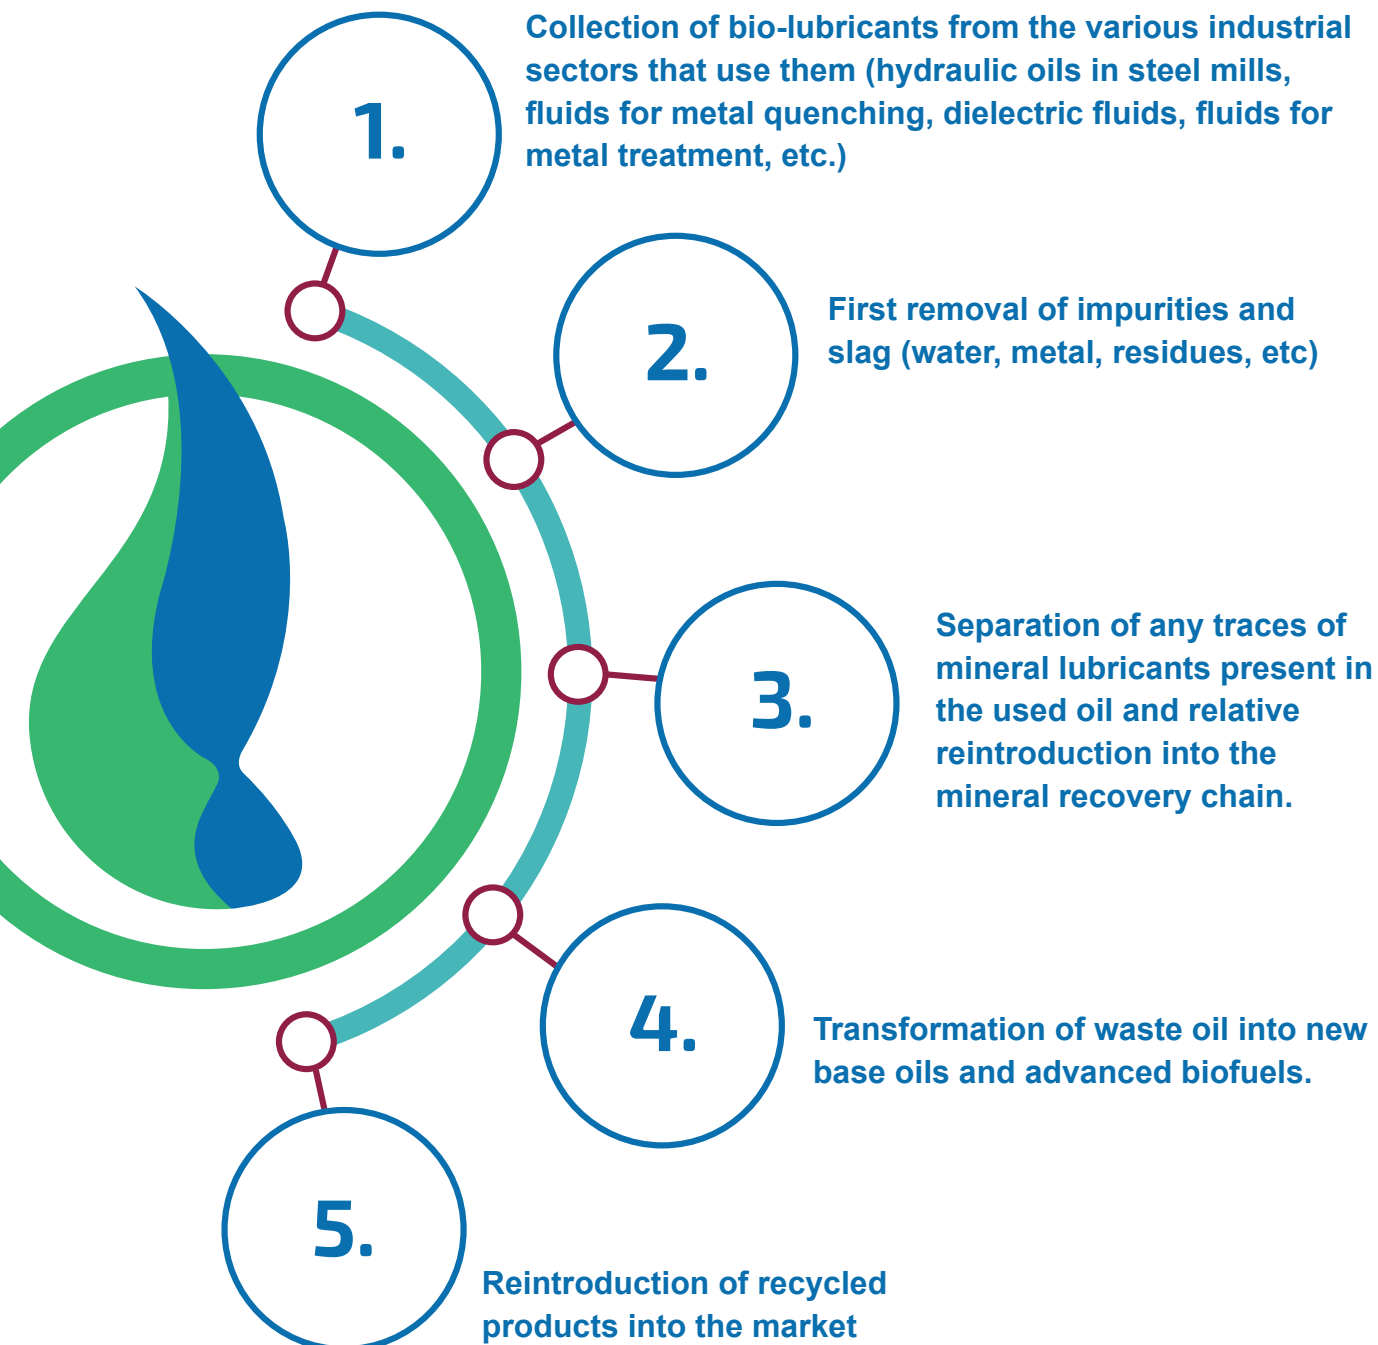 1.
Collection of bio-lubricants from the various industrial
sectors that use them (hydraulic oils in steel mills,
fluids for metal quenching, dielectric fluids, fluids for
metal treatment, etc.)
2.
First removal of impurities and
slag (water, metal, residues, etc)
3.
Separation of any traces of
mineral lubricants present in
the used oil and relative
reintroduction into the
mineral recovery chain.
4.
Transformation of waste oil into new
base oils and advanced biofuels.
5.
Reintroduction of recycled
products into the market